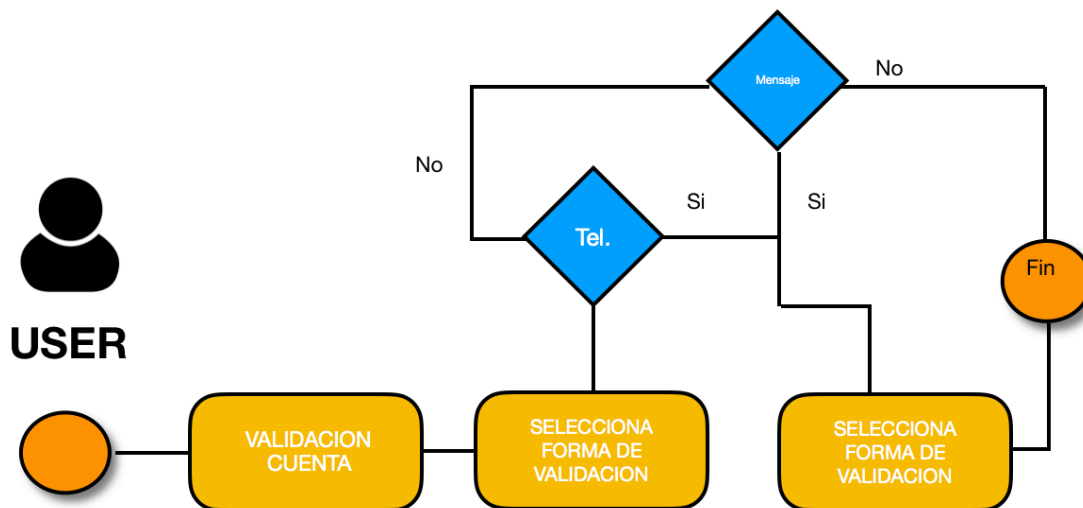 Mensaje
No
No
Si
Si
Tel.
Fin
USER
VALIDACION
CUENTA
SELECCIONA
FORMA DE
VALIDACION
SELECCIONA
FORMA DE
VALIDACION